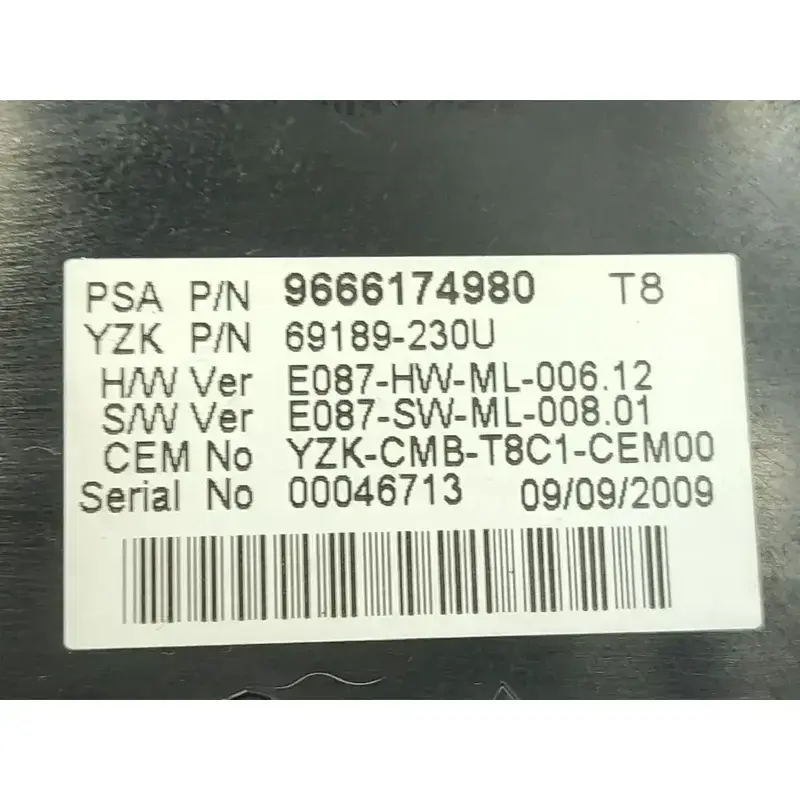 PSA P/N 9666174980 T8
YZK P/N 69189-230U
H/W Ver E087-HW-ML-006.12
S/W Ver E087-SW-ML-008.01
CEM No YZK-CMB-T8C1-CEM00
Serial No 00046713 09/09/2009